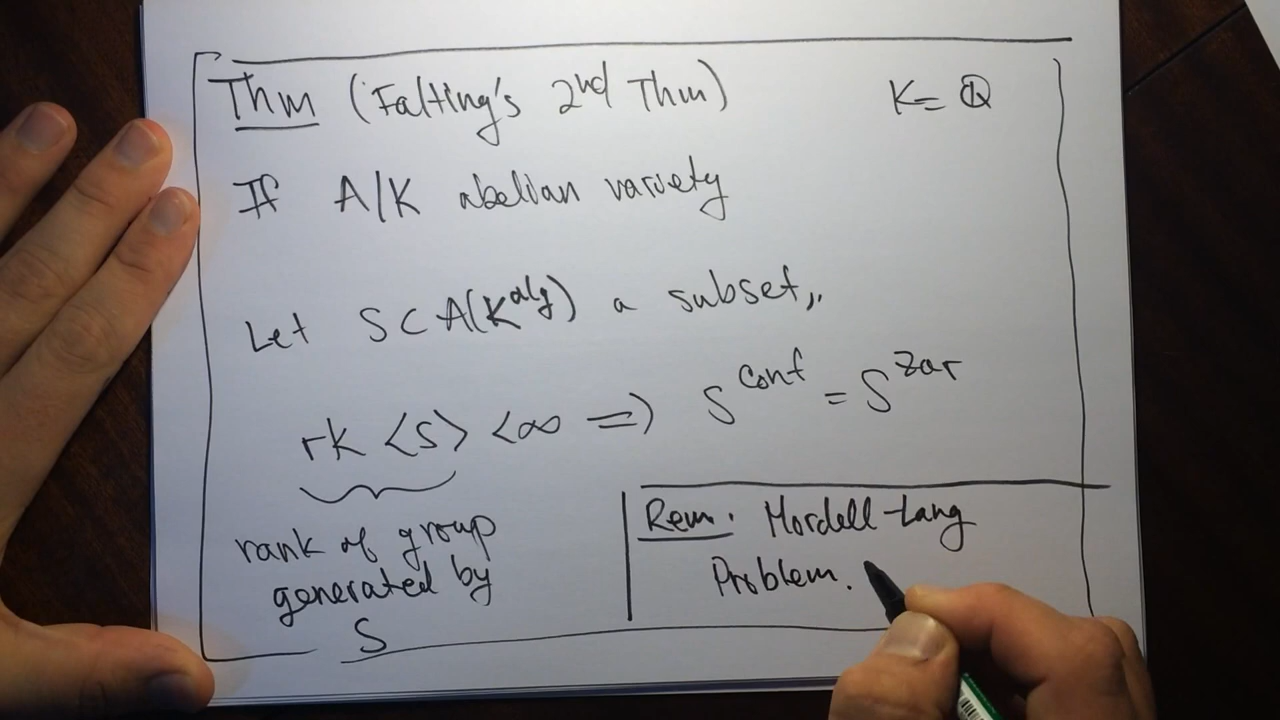 Thm (Falting's 2nd Thm) K = ℚ
If A/K abelian variety
Let S ⊂ A(K^alg) a subset,.
rk <S> < ∞ => S^conf = S^Zar
rank of group
generated by
S
Rem. Mordell-Lang
Problem.